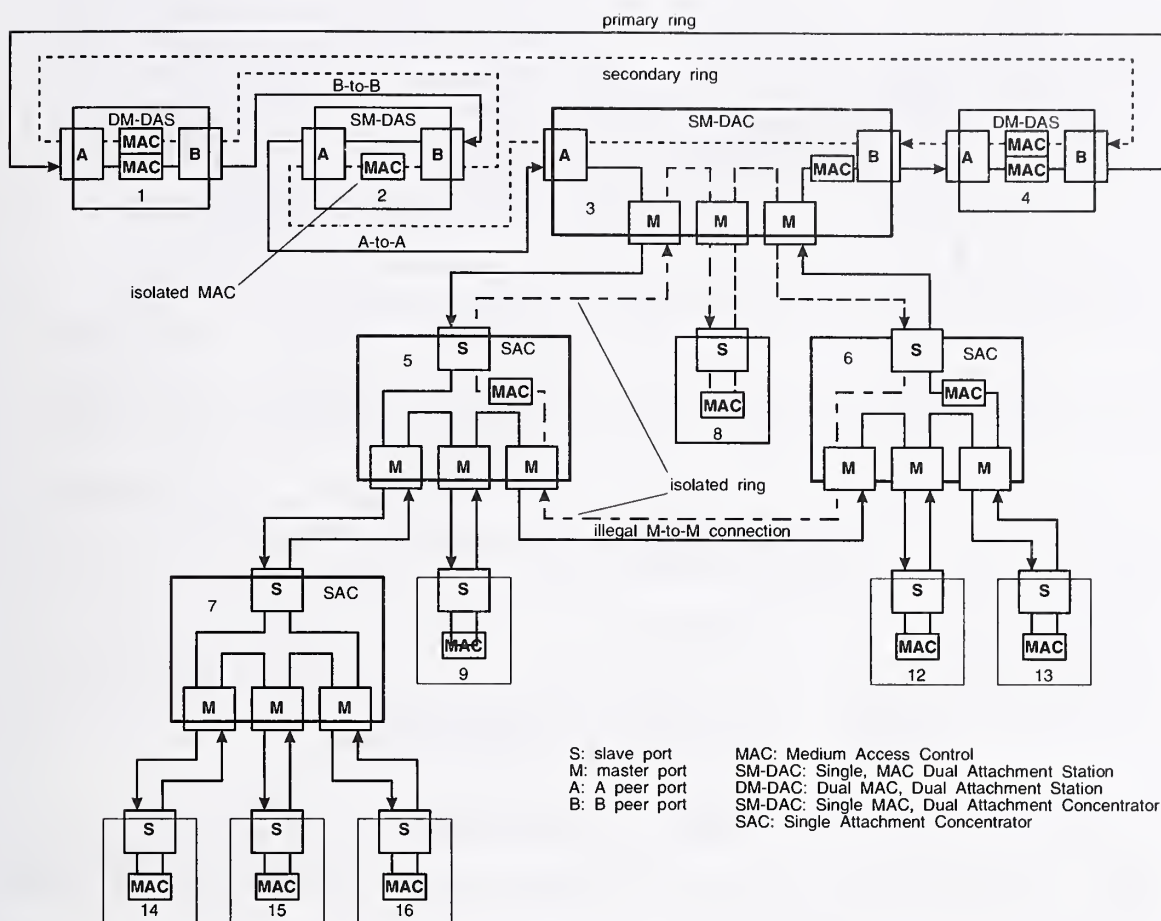 primary ring
secondary ring
B-to-B
DM-DAS
SM-DAS
SM-DAC
DM-DAS
A
MAC
MAC
B
1
A
MAC
B
2
A
MAC
B
3
M
M
M
A
MAC
MAC
B
4
A-to-A
isolated MAC
S
SAC
5
MAC
M
M
M
S
MAC
8
S
SAC
6
MAC
M
M
M
isolated ring
illegal M-to-M connection
S
SAC
7
M
M
M
S
MAC
9
S
MAC
12
S
MAC
13
S: slave port
M: master port
A: A peer port
B: B peer port
MAC: Medium Access Control
SM-DAC: Single, MAC Dual Attachment Station
DM-DAC: Dual MAC, Dual Attachment Station
SM-DAC: Single MAC, Dual Attachment Concentrator
SAC: Single Attachment Concentrator
S
MAC
14
S
MAC
15
S
MAC
16